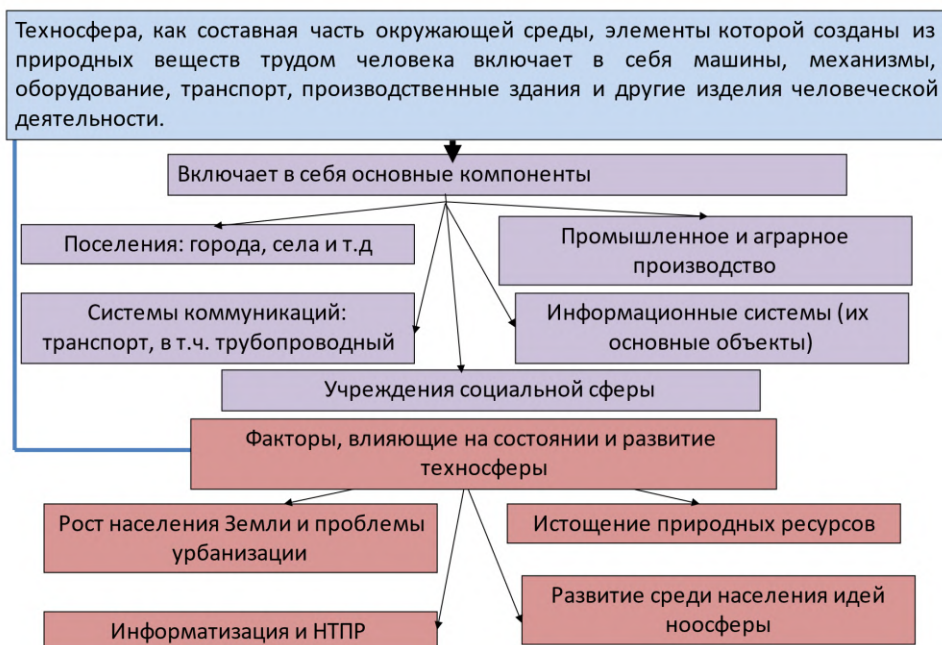 Техносфера, как составная часть окружающей среды, элементы которой созданы из
природных веществ трудом человека включает в себя машины, механизмы,
оборудование, транспорт, производственные здания и другие изделия человеческой
деятельности.
Включает в себя основные компоненты
Поселения: города, села и т.д
Промышленное и аграрное
производство
Системы коммуникаций:
транспорт, в т.ч. трубопроводный
Информационные системы (их
основные объекты)
Учреждения социальной сферы
Факторы, влияющие на состоянии и развитие
техносферы
Рост населения Земли и проблемы
урбанизации
Истощение природных ресурсов
Информатизация и НТПР
Развитие среди населения идей
ноосферы